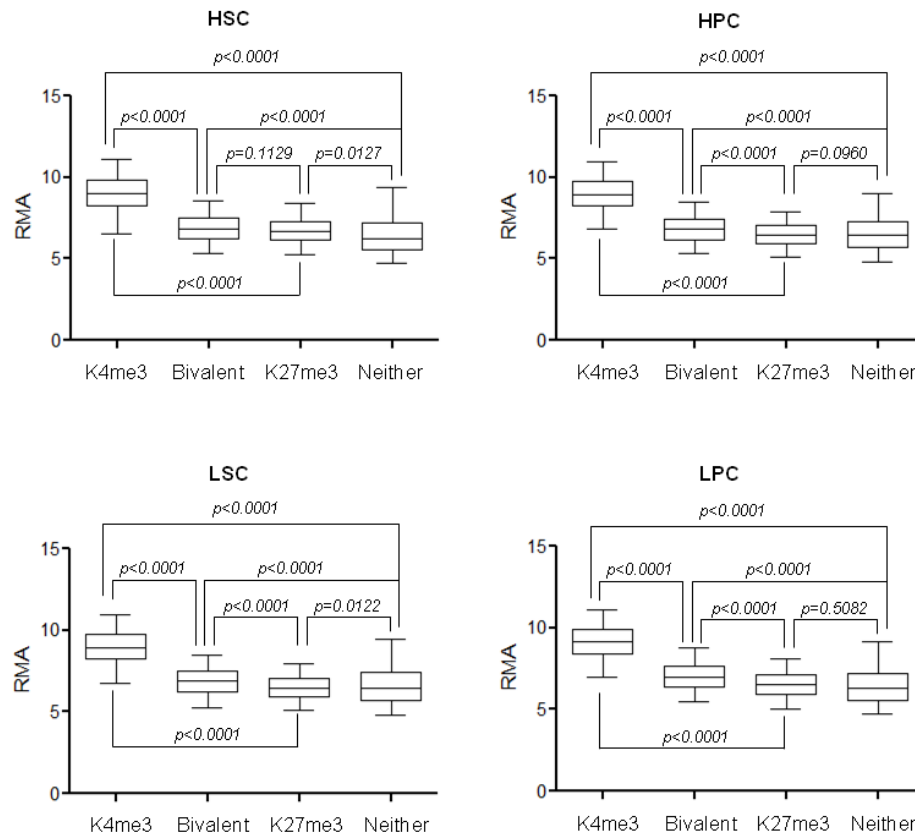 HSC
p<0.0001
15
p<0.0001
p<0.0001
p=0.1129
p=0.0127
10
RMA
5
p<0.0001
0
K4me3 Bivalent K27me3 Neither
HPC
p<0.0001
15
p<0.0001
p<0.0001
p<0.0001
p=0.0960
10
RMA
5
p<0.0001
0
K4me3 Bivalent K27me3 Neither
LSC
p<0.0001
15
p<0.0001
p<0.0001
p<0.0001
p=0.0122
10
RMA
5
p<0.0001
0
K4me3 Bivalent K27me3 Neither
LPC
p<0.0001
15
p<0.0001
p<0.0001
p<0.0001
p=0.5082
10
RMA
5
p<0.0001
0
K4me3 Bivalent K27me3 Neither